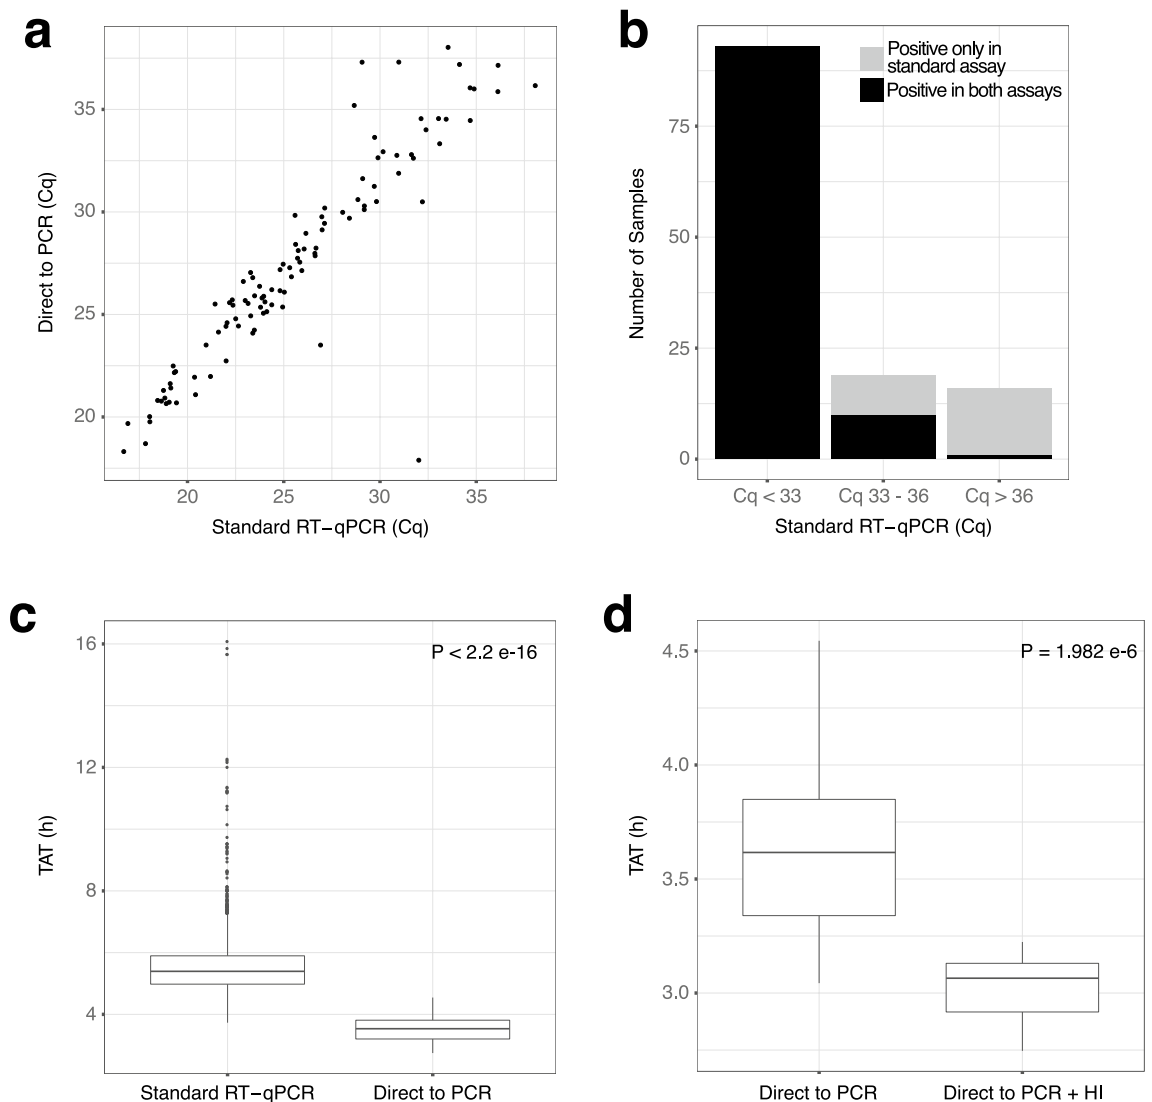 a
35
30
25
20
Direct to PCR (Cq)
20
25
30
35
Standard RT−qPCR (Cq)
b
Positive only in
standard assay
Positive in both assays
75
50
25
0
Number of Samples
Cq < 33
Cq 33 - 36
Cq > 36
Standard RT−qPCR (Cq)
c
P < 2.2 e-16
16
12
8
4
TAT (h)
Standard RT−qPCR
Direct to PCR
d
P = 1.982 e-6
4.5
4.0
3.5
3.0
TAT (h)
Direct to PCR
Direct to PCR + HI